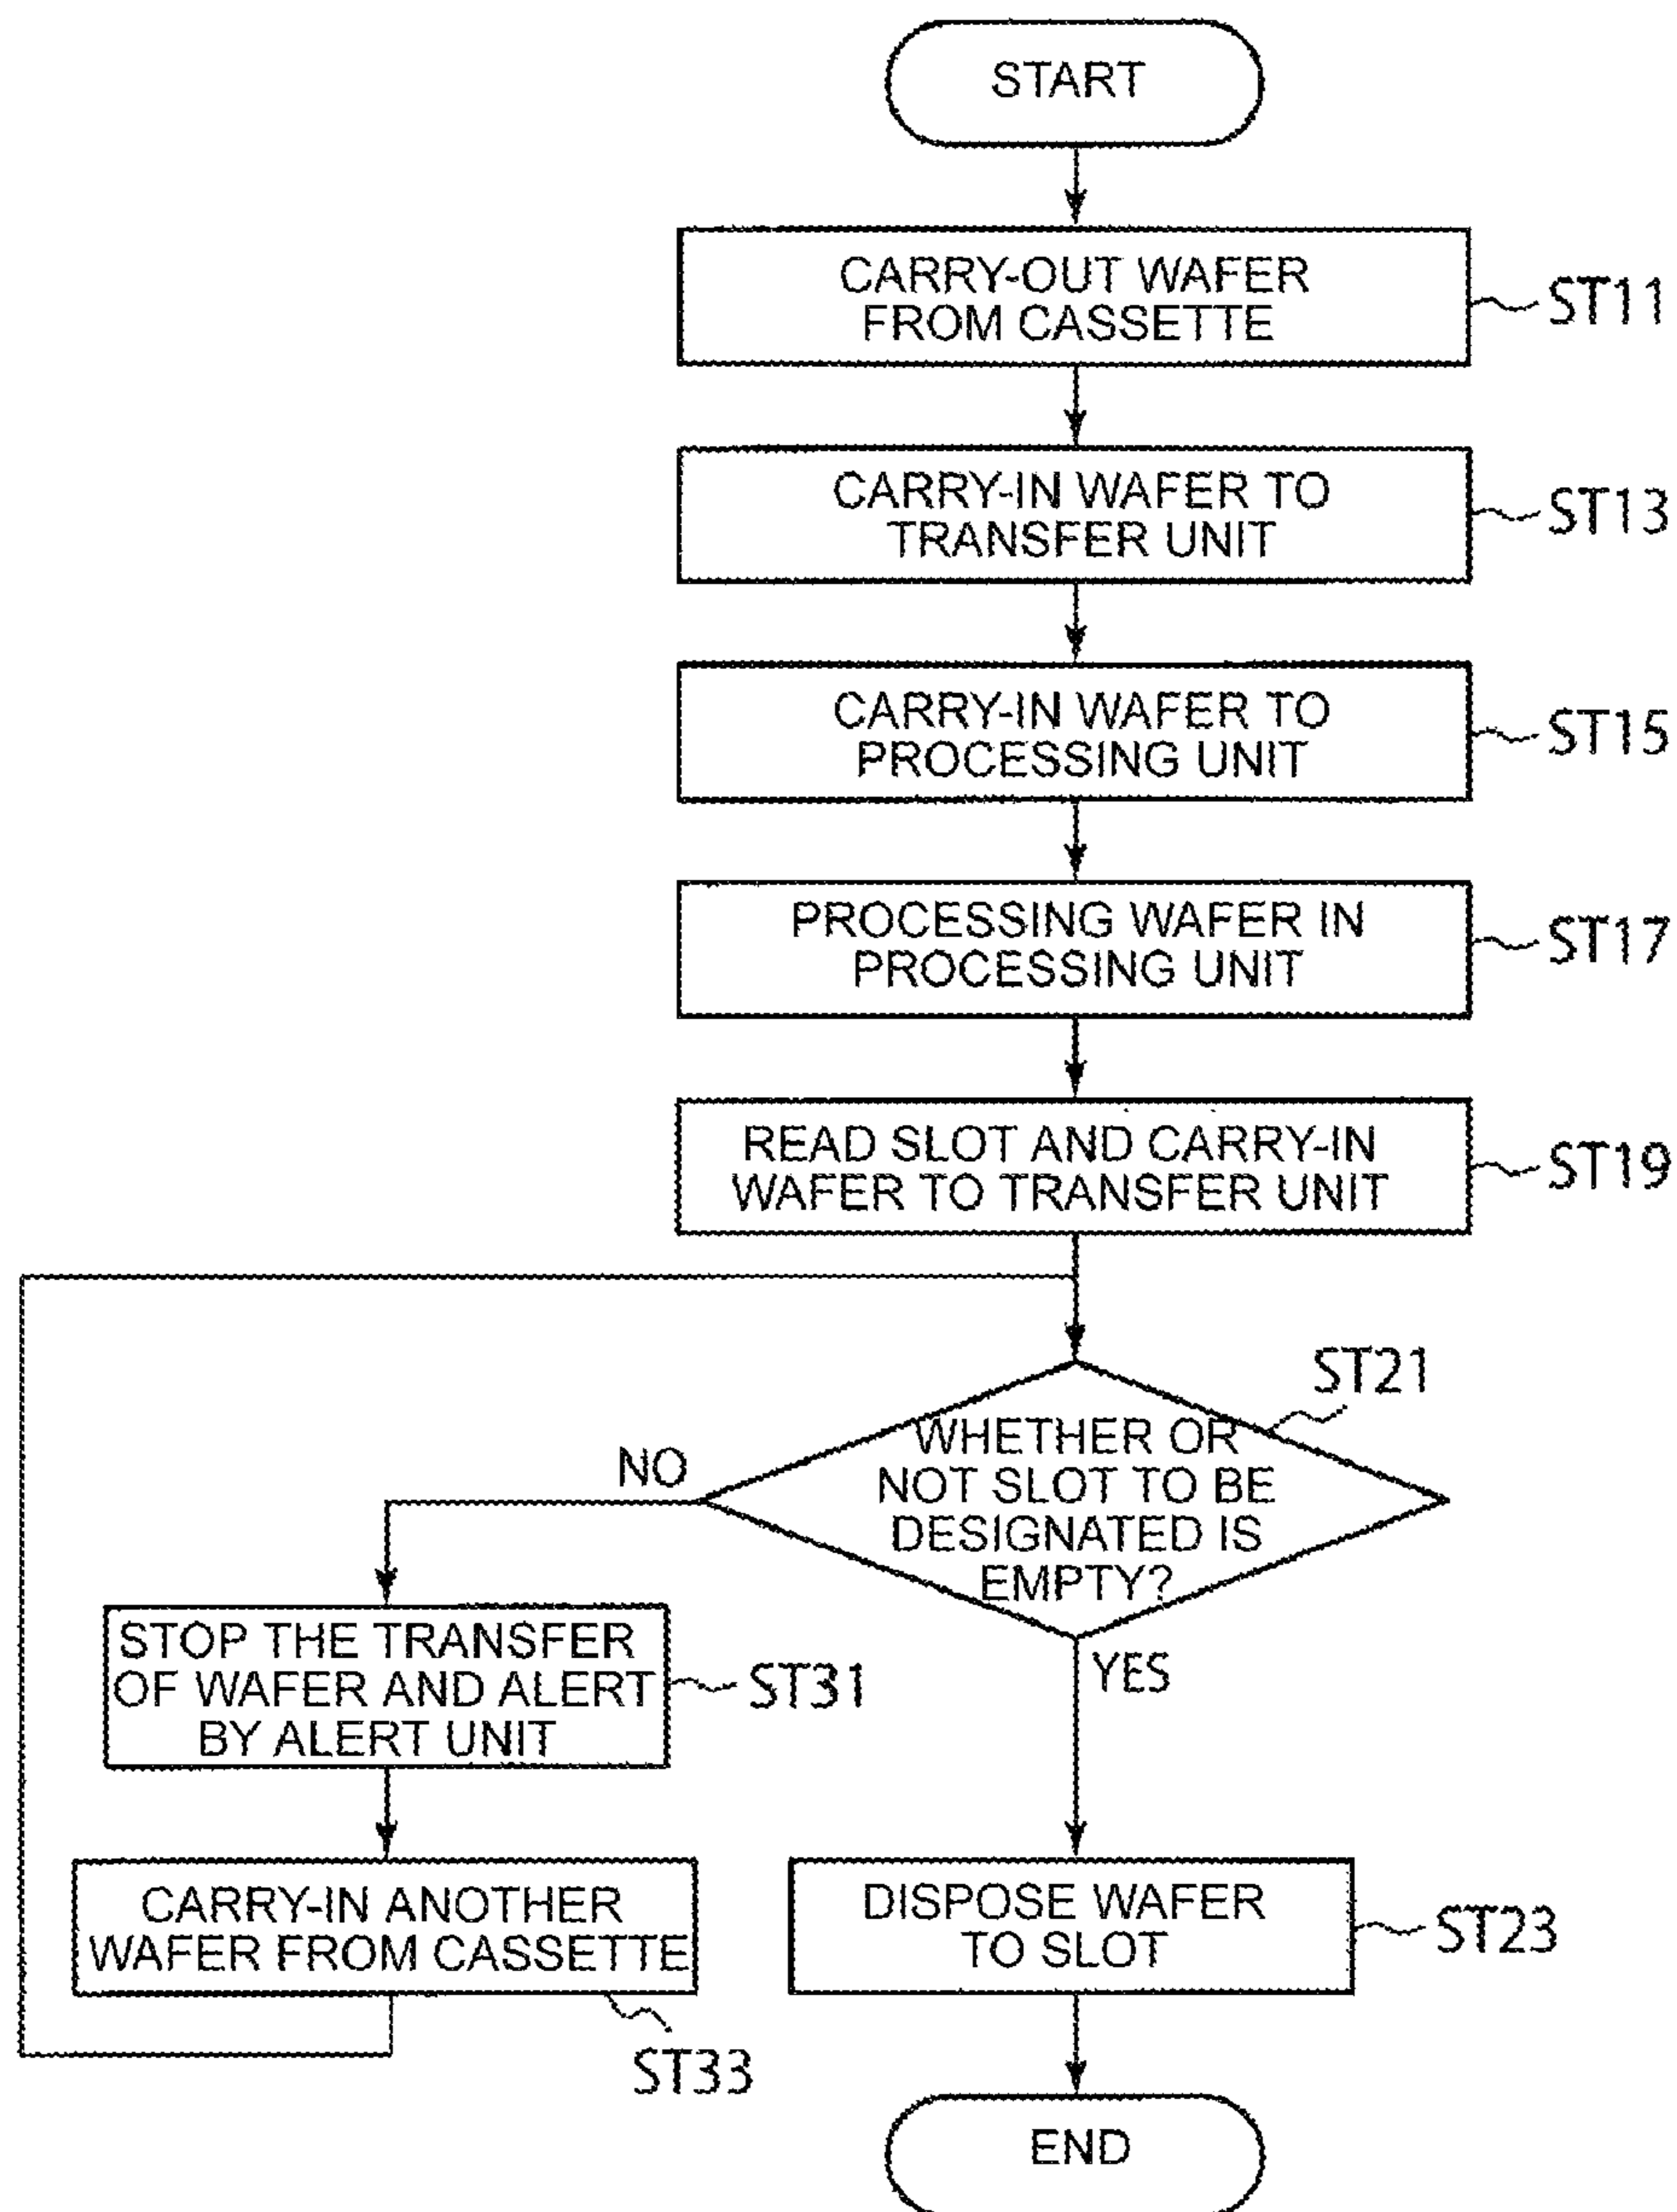 START
CARRY-OUT WAFER
FROM CASSETTE
ST11
CARRY-IN WAFER TO
TRANSFER UNIT
ST13
CARRY-IN WAFER TO
PROCESSING UNIT
ST15
PROCESSING WAFER IN
PROCESSING UNIT
ST17
READ SLOT AND CARRY-IN
WAFER TO TRANSFER UNIT
ST19
ST21
WHETHER OR
NOT SLOT TO BE
DESIGNATED IS
EMPTY?
NO
YES
STOP THE TRANSFER
OF WAFER AND ALERT
BY ALERT UNIT
ST31
CARRY-IN ANOTHER
WAFER FROM CASSETTE
ST33
DISPOSE WAFER
TO SLOT
ST23
END